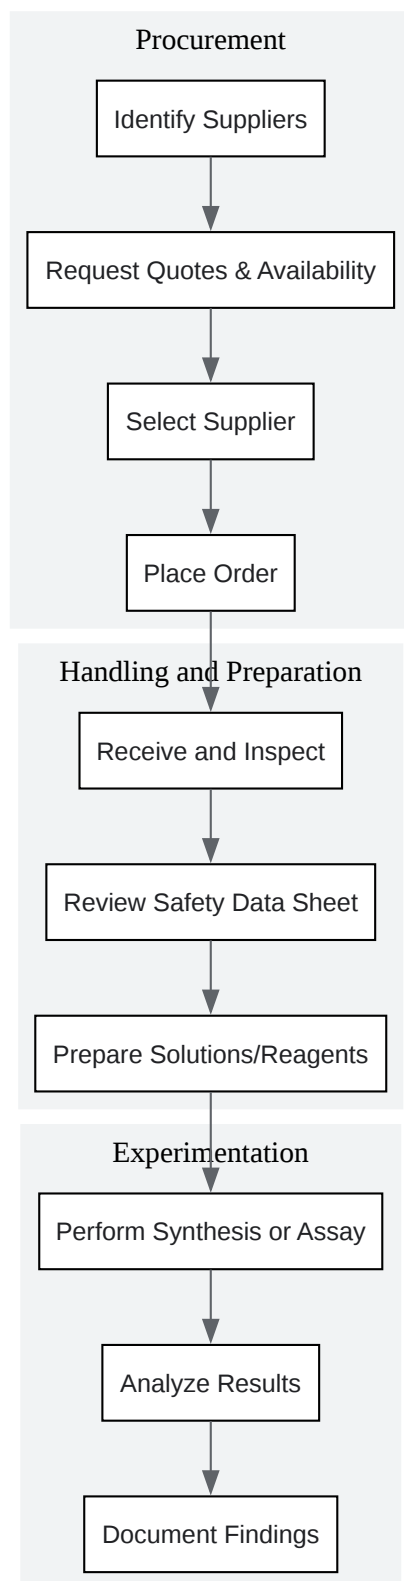 Procurement
Identify Suppliers
Request Quotes & Availability
Select Supplier
Place Order
Handling and Preparation
Receive and Inspect
Review Safety Data Sheet
Prepare Solutions/Reagents
Experimentation
Perform Synthesis or Assay
Analyze Results
Document Findings